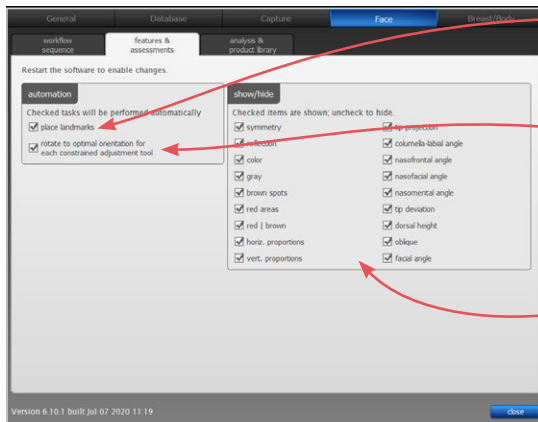 General Database Capture Face Breast/Body
workflow sequence
features & assessments
analysis & product library
Restart the software to enable changes.
automation
Checked tasks will be performed automatically
place landmarks
rotate to optimal orientation for
each constrained adjustment tool
show/hide
Checked items are shown; uncheck to hide.
symmetry
reflection
color
gray
brown spots
red areas
red | brown
horiz. proportions
vert. proportions
tip projection
columella-labial angle
nasofrontal angle
nasofacial angle
nasomental angle
tip deviation
dorsal height
oblique
facial angle
Version 6.10.1 built Jul 07 2020 11:19
close